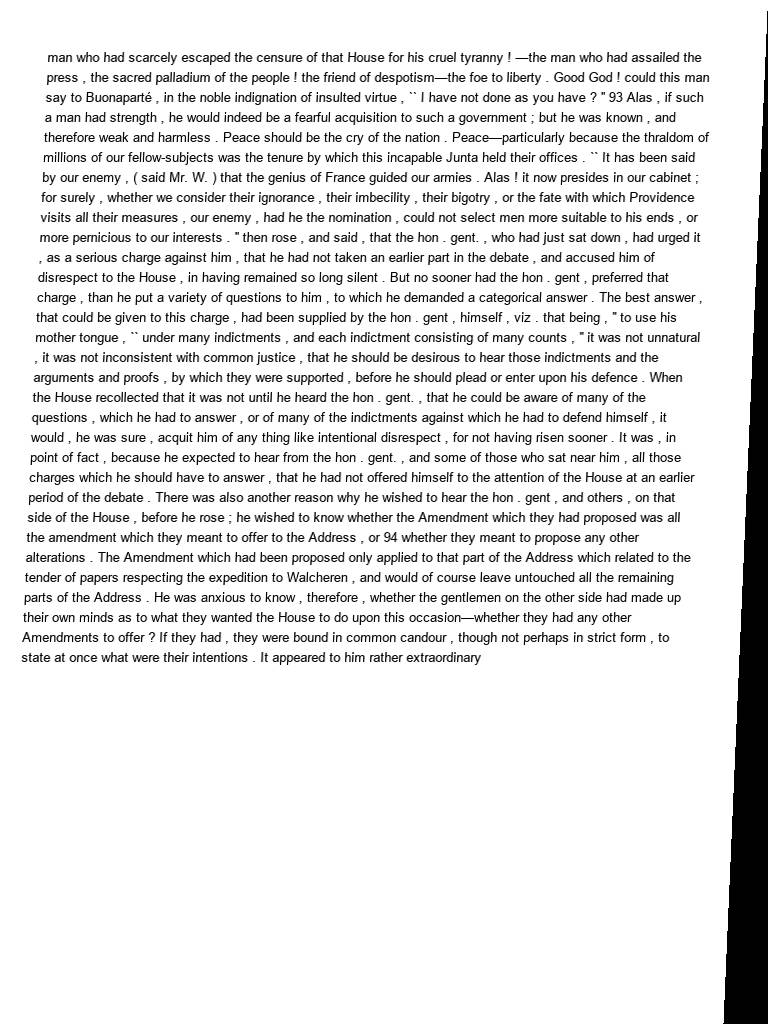 man who had scarcely escaped the censure of that House for his cruel tyranny ! —the man who had assailed the
press , the sacred palladium of the people ! the friend of despotism—the foe to liberty . Good God ! could this man
say to Buonaparté , in the noble indignation of insulted virtue , `` I have not done as you have ? '' 93 Alas , if such
a man had strength , he would indeed be a fearful acquisition to such a government ; but he was known , and
therefore weak and harmless . Peace should be the cry of the nation . Peace—particularly because the thraldom of
millions of our fellow-subjects was the tenure by which this incapable Junta held their offices . `` It has been said
by our enemy , ( said Mr. W. ) that the genius of France guided our armies . Alas ! it now presides in our cabinet ;
for surely , whether we consider their ignorance , their imbecility , their bigotry , or the fate with which Providence
visits all their measures , our enemy , had he the nomination , could not select men more suitable to his ends , or
more pernicious to our interests . '' then rose , and said , that the hon . gent. , who had just sat down , had urged it
, as a serious charge against him , that he had not taken an earlier part in the debate , and accused him of
disrespect to the House , in having remained so long silent . But no sooner had the hon . gent , preferred that
charge , than he put a variety of questions to him , to which he demanded a categorical answer . The best answer ,
that could be given to this charge , had been supplied by the hon . gent , himself , viz . that being , '' to use his
mother tongue , `` under many indictments , and each indictment consisting of many counts , '' it was not unnatural
, it was not inconsistent with common justice , that he should be desirous to hear those indictments and the
arguments and proofs , by which they were supported , before he should plead or enter upon his defence . When
the House recollected that it was not until he heard the hon . gent. , that he could be aware of many of the
questions , which he had to answer , or of many of the indictments against which he had to defend himself , it
would , he was sure , acquit him of any thing like intentional disrespect , for not having risen sooner . It was , in
point of fact , because he expected to hear from the hon . gent. , and some of those who sat near him , all those
charges which he should have to answer , that he had not offered himself to the attention of the House at an earlier
period of the debate . There was also another reason why he wished to hear the hon . gent , and others , on that
side of the House , before he rose ; he wished to know whether the Amendment which they had proposed was all
the amendment which they meant to offer to the Address , or 94 whether they meant to propose any other
alterations . The Amendment which had been proposed only applied to that part of the Address which related to the
tender of papers respecting the expedition to Walcheren , and would of course leave untouched all the remaining
parts of the Address . He was anxious to know , therefore , whether the gentlemen on the other side had made up
their own minds as to what they wanted the House to do upon this occasion—whether they had any other
Amendments to offer ? If they had , they were bound in common candour , though not perhaps in strict form , to
state at once what were their intentions . It appeared to him rather extraordinary